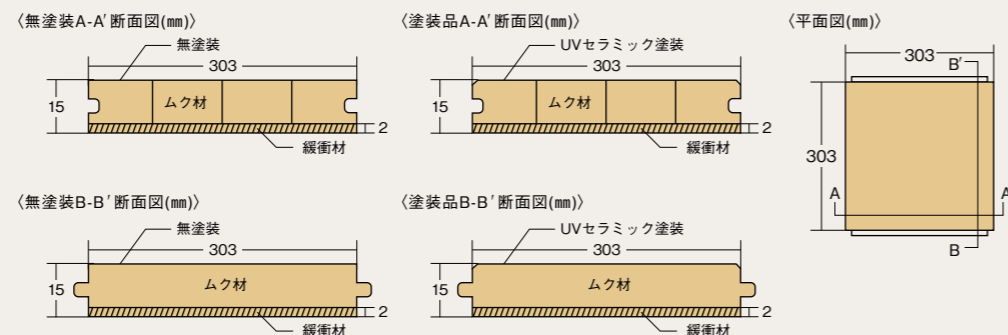 〈無塗装A-A′断面図(㎜)〉
無塗装
303
15
ムク材
2
緩衝材
〈塗装品A-A′断面図(㎜)〉
UVセラミック塗装
303
15
ムク材
2
緩衝材
〈平面図(㎜)〉
303
B′
303
A
A
B
〈無塗装B-B′断面図(㎜)〉
無塗装
303
15
ムク材
2
緩衝材
〈塗装品B-B′断面図(㎜)〉
UVセラミック塗装
303
15
ムク材
2
緩衝材